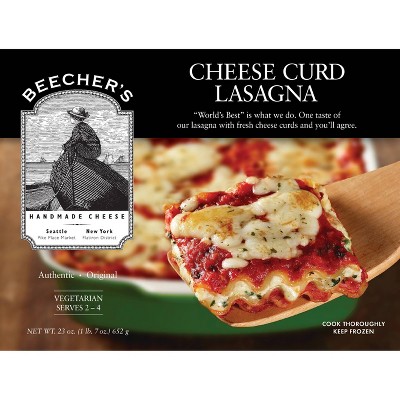 BEECHER'S
HANDMADE CHEESE
Seattle
Pike Place Market
New York
Flatiron District
Authentic • Original
VEGETARIAN
SERVES 2 – 4
NET WT. 23 oz. (1 lb. 7 oz.) 652 g
CHEESE CURD
LASAGNA
“World's Best” is what we do. One taste of
our lasagna with fresh cheese curds and you'll agree.
COOK THOROUGHLY
KEEP FROZEN